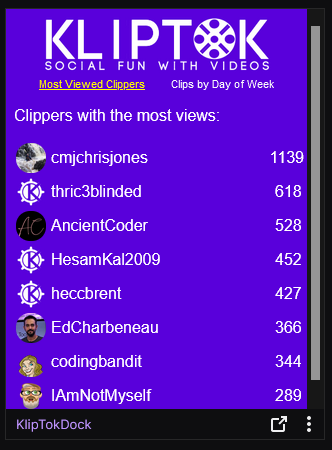 KLIPTOK
SOCIAL FUN WITH VIDEOS
Most Viewed Clippers Clips by Day of Week
Clippers with the most views:
cmjchrisjones 1139
thric3blinded 618
AC AncientCoder 528
K HesamKal2009 452
K heccbrent 427
EdCharbeneau 366
codingbandit 344
IAmNotMyself 289
KlipTokDock